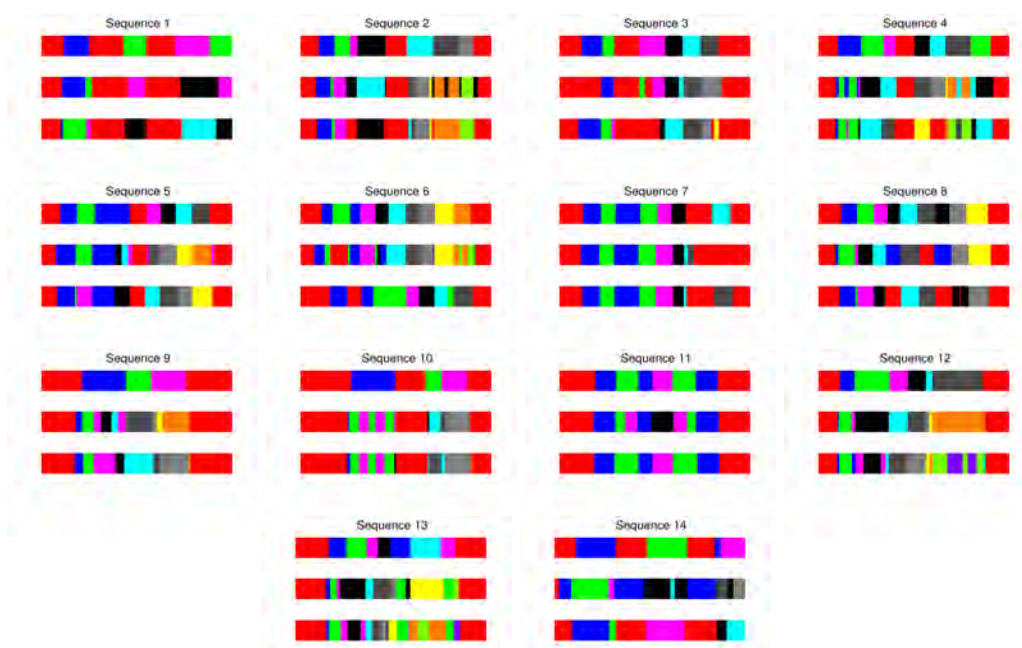 Sequence 1
Sequence 2
Sequence 3
Sequence 4
Sequence 5
Sequence 6
Sequence 7
Sequence 8
Sequence 9
Sequence 10
Sequence 11
Sequence 12
Sequence 13
Sequence 14